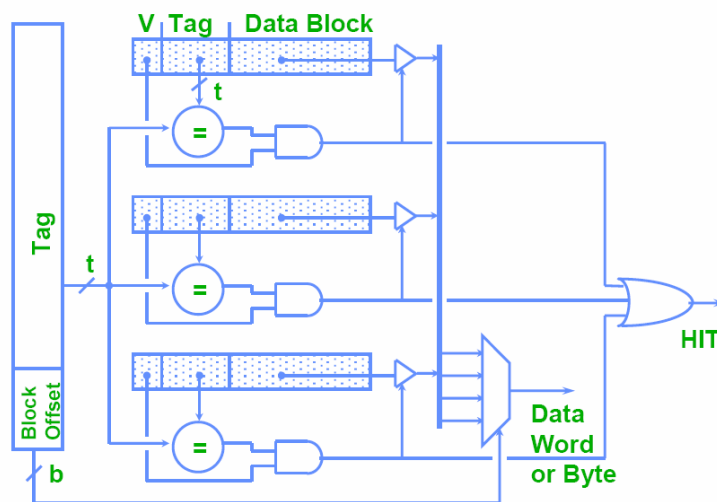 V Tag Data Block
t
=
Tag
t
=
HIT
Block
Offset
=
Data
Word
or Byte
b